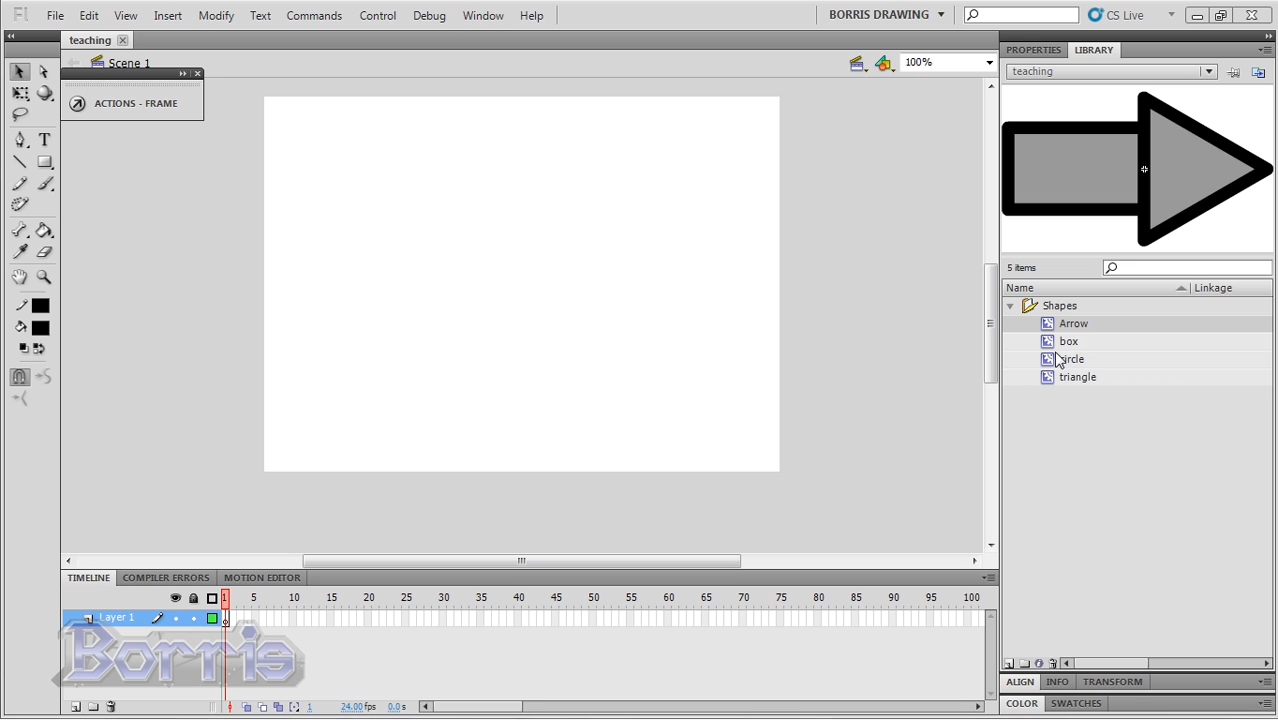 Fl File Edit View Insert Modify Text Commands Control Debug Window Help BORRIS DRAWING CS Live
teaching
Scene 1 100%
ACTIONS - FRAME
PROPERTIES LIBRARY
teaching
5 items
Name Linkage
Shapes
Arrow
box
circle
triangle
TIMELINE COMPILER ERRORS MOTION EDITOR
1 5 10 15 20 25 30 35 40 45 50 55 60 65 70 75 80 85 90 95 100
Layer 1
Borris
1 24.00 fps 0.0 s
ALIGN INFO TRANSFORM
COLOR SWATCHES